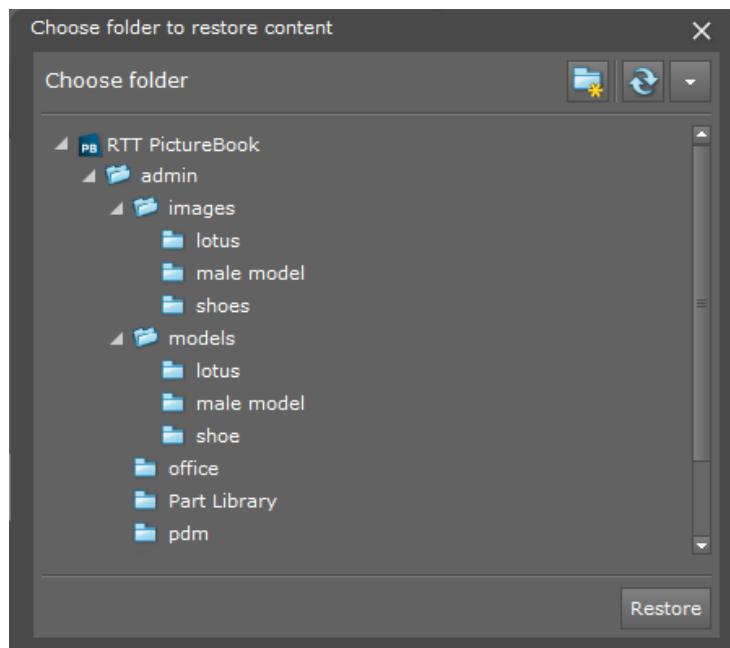 Choose folder to restore content
Choose folder
PB RTT PictureBook
admin
images
lotus
male model
shoes
models
lotus
male model
shoe
office
Part Library
pdm
Restore